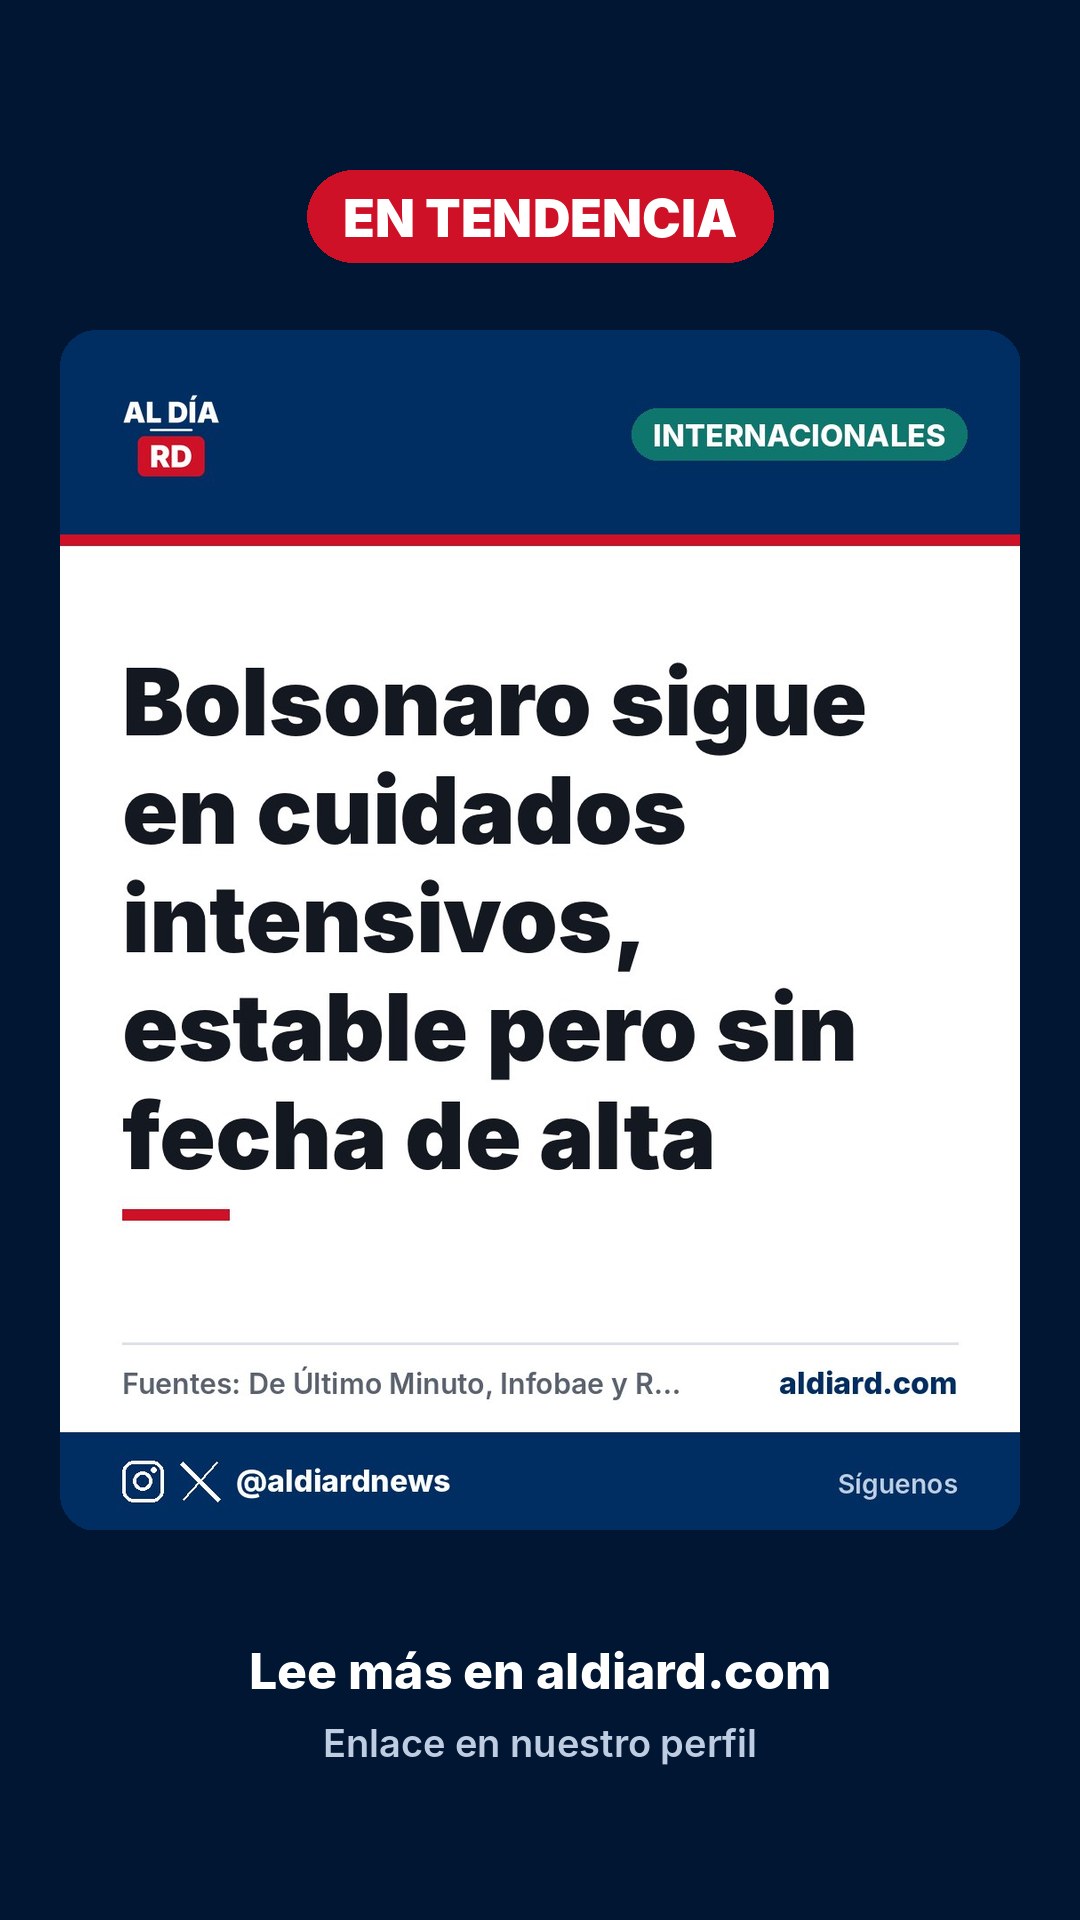 EN TENDENCIA
AL DÍA
RD
INTERNACIONALES
Bolsonaro sigue
en cuidados
intensivos,
estable pero sin
fecha de alta
Fuentes: De Último Minuto, Infobae y R...
aldiard.com
@aldiardnews
Síguenos
Lee más en aldiard.com
Enlace en nuestro perfil